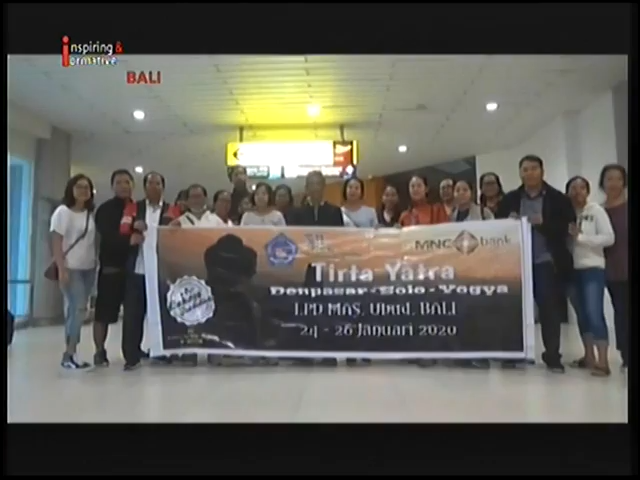 inspiring &
informative
BALI
MNC bank
Tirta Yatra
Denpasar - Solo - Yogya
LPD MAS, Ubud, BALI
24 - 26 Januari 2020